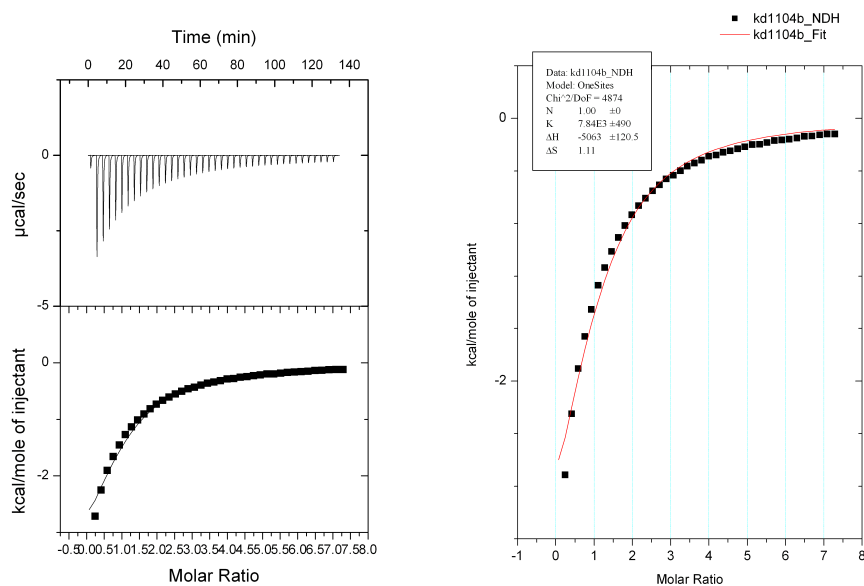 Time (min)
0 20 40 60 80 100 120 140
0
-5
µcal/sec
0
-2
kcal/mole of injectant
-0.50.00.51.01.52.02.53.03.54.04.55.05.56.06.57.07.58.0
Molar Ratio
kd1104b_NDH
kd1104b_Fit
Data: kd1104b_NDH
Model: OneSites
Chi^2/DoF = 4874
N 1.00 ±0
K 7.84E3 ±490
ΔH -5063 ±120.5
ΔS 1.11
0
-2
kcal/mole of injectant
-1 0 1 2 3 4 5 6 7 8
Molar Ratio